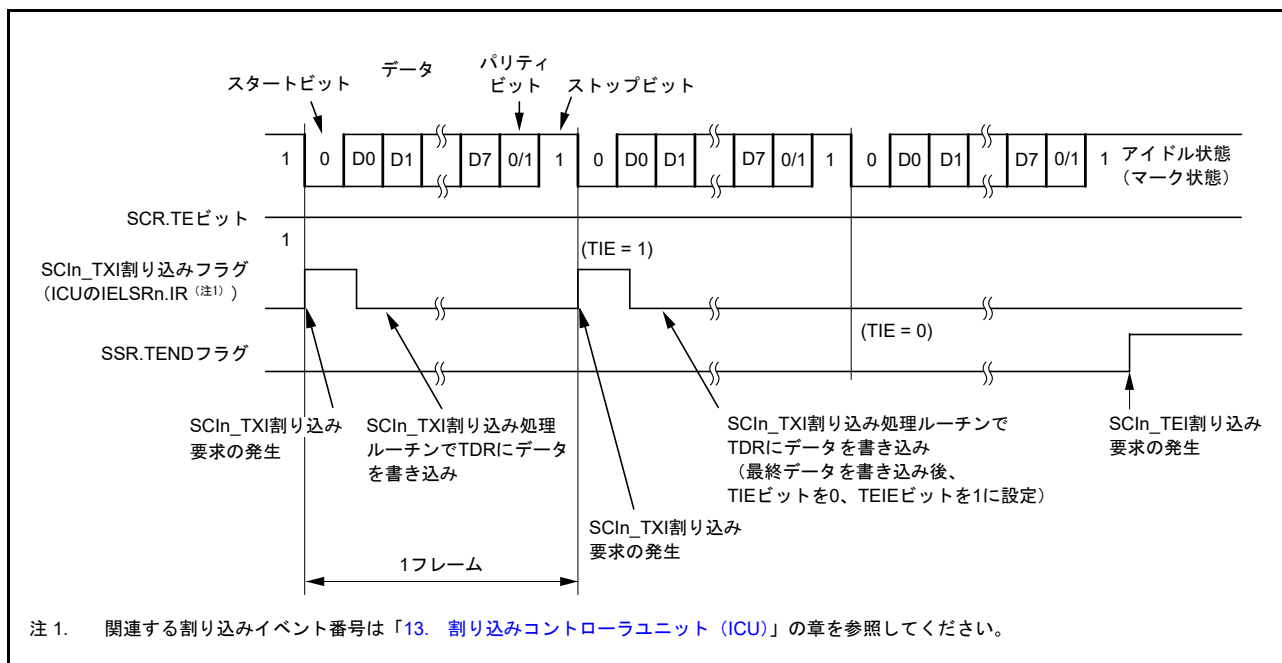 スタートビット
データ
パリティ
ビット
ストップビット
1 0 D0 D1 D7 0/1 1 0 D0 D1 D7 0/1 1 0 D0 D1 D7 0/1 1
アイドル状態
（マーク状態）
SCR.TEビット
1
SCIn_TXI割り込みフラグ
（ICUのIELSRn.IR（注1））
(TIE = 1)
(TIE = 0)
SSR.TENDフラグ
SCIn_TXI割り込み
要求の発生
SCIn_TXI割り込み処理
ルーチンでTDRにデータ
を書き込み
SCIn_TXI割り込み処理ルーチンで
TDRにデータを書き込み
（最終データを書き込み後、
TIEビットを0、TEIEビットを1に設定）
SCIn_TEI割り込み
要求の発生
SCIn_TXI割り込み
要求の発生
1フレーム
注 1. 関連する割り込みイベント番号は「13. 割り込みコントローラユニット（ICU）」の章を参照してください。